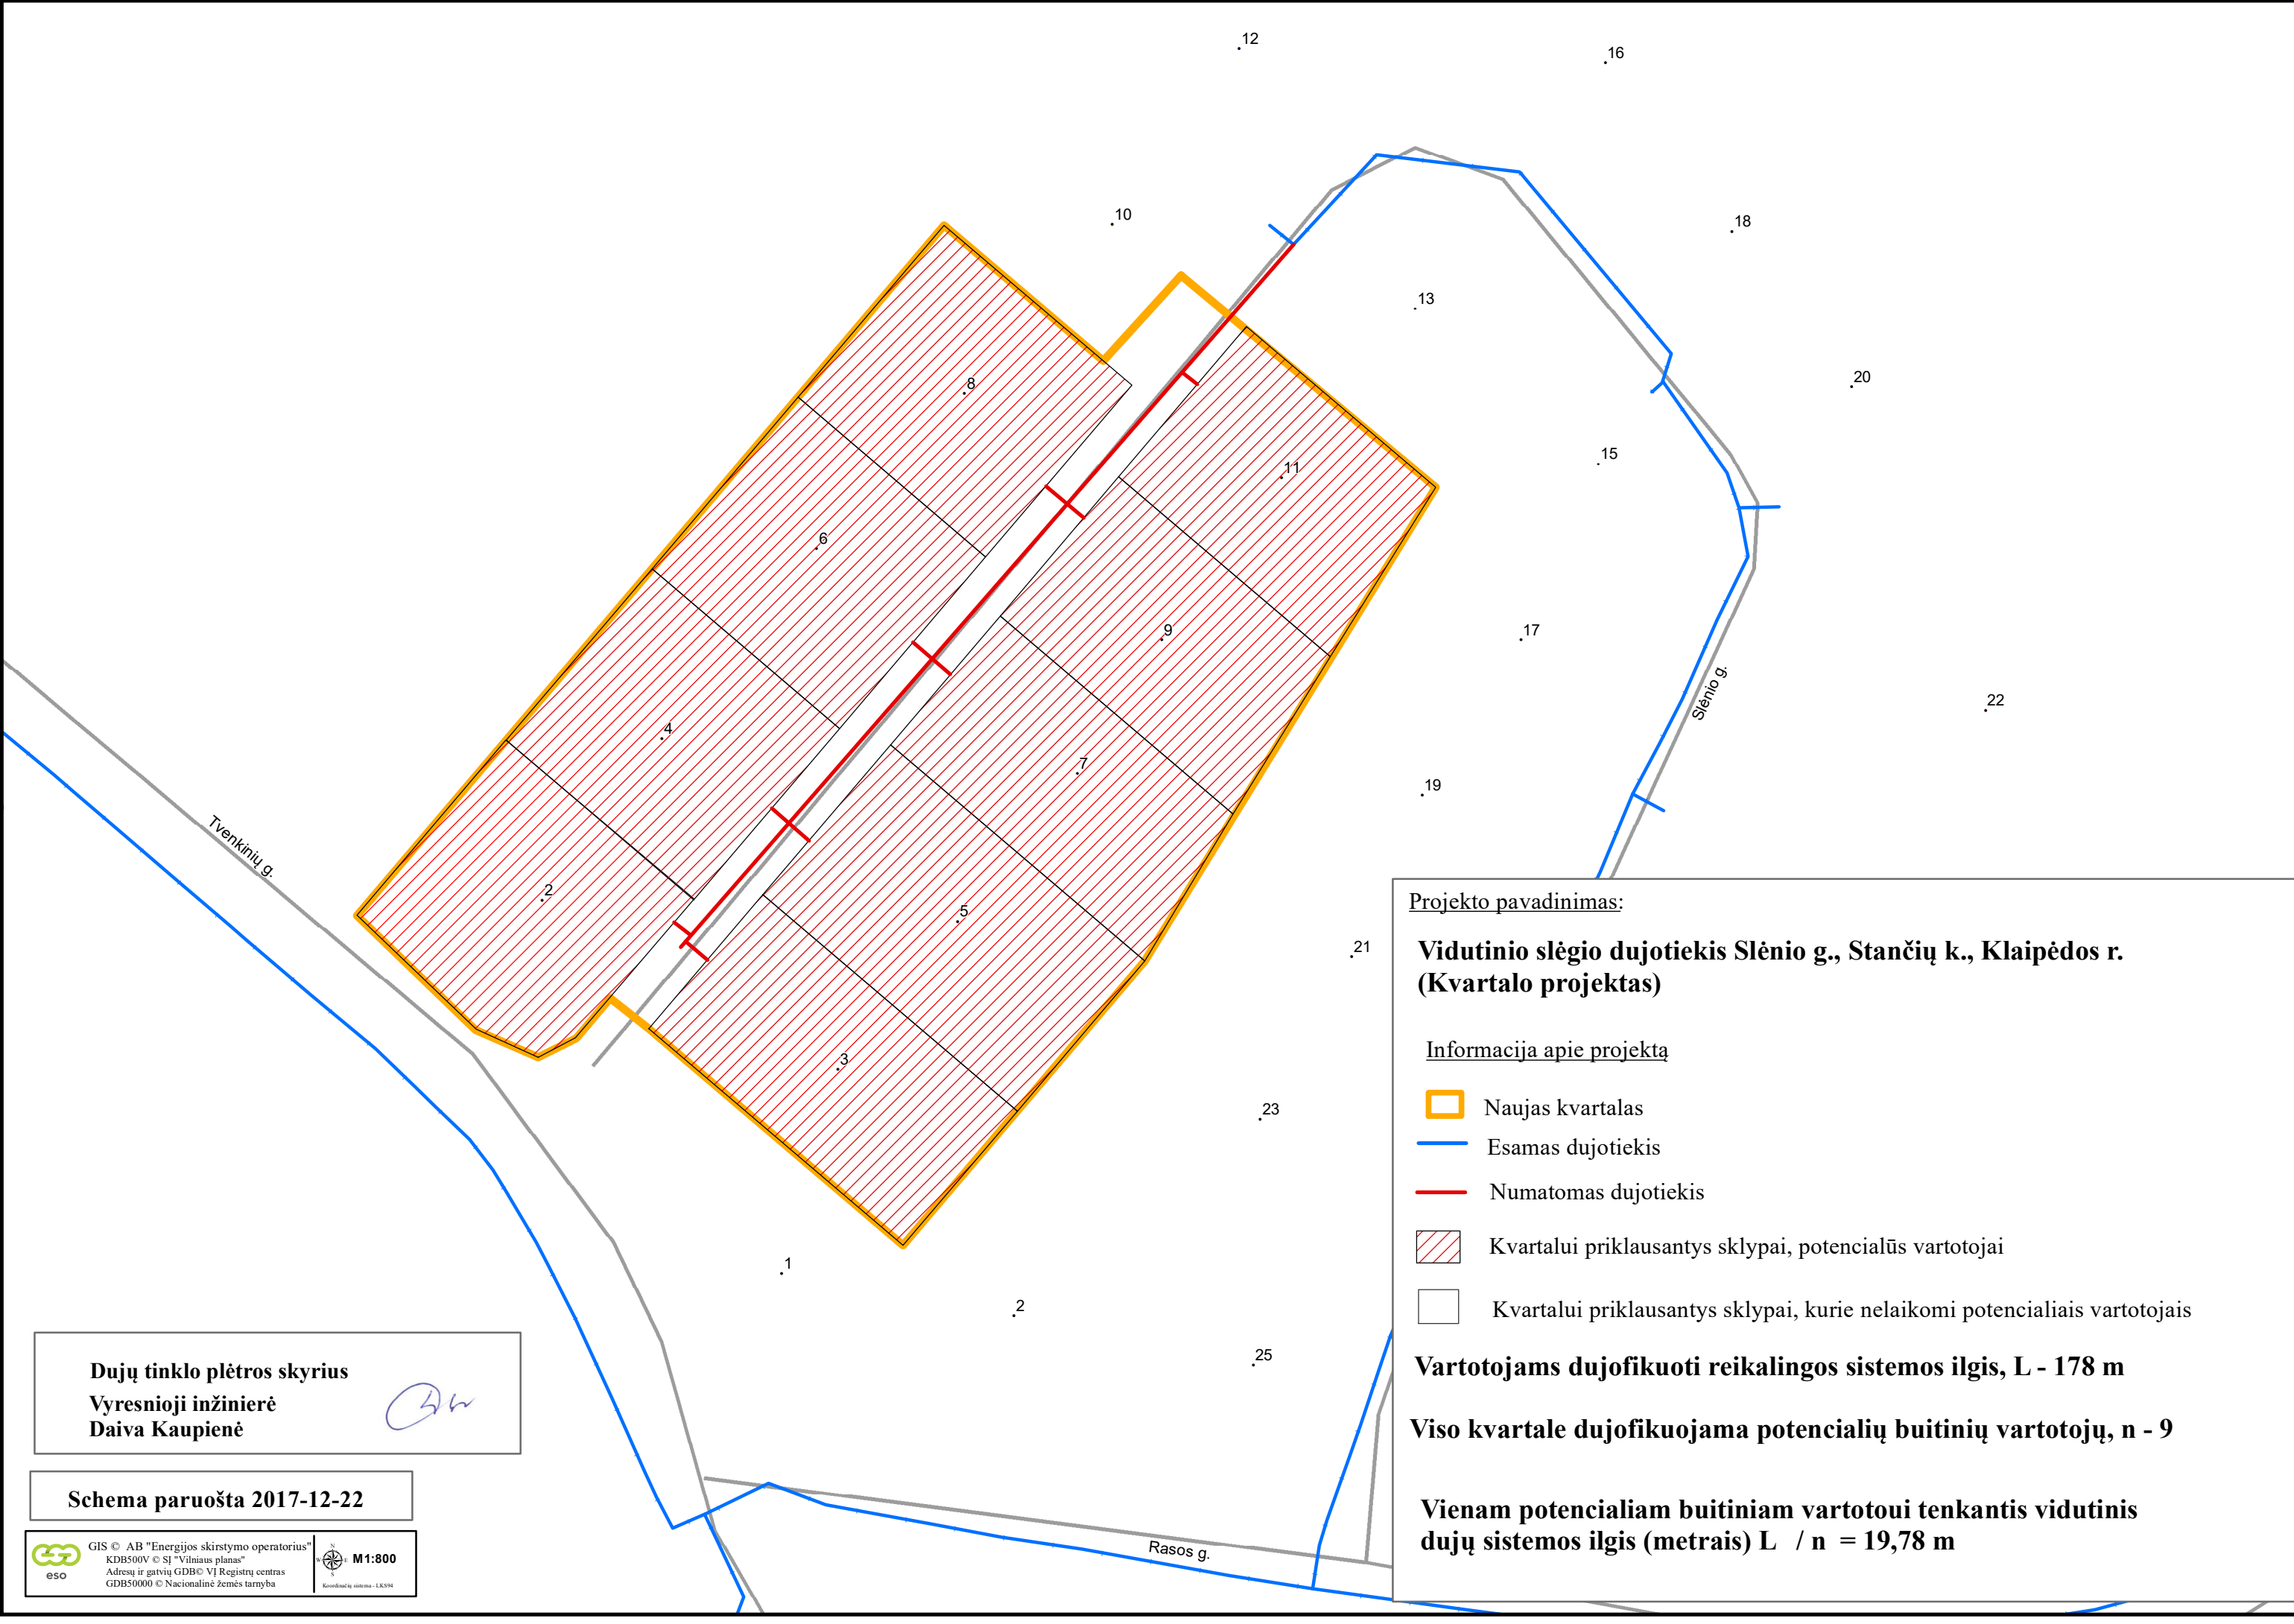 12
16
10
18
13
8
20
11
15
6
9
17
22
Slėnio g.
4
7
19
Tvenkinių g.
2
5
21
3
23
1
2
25
Rasos g.
Projekto pavadinimas:
Vidutinio slėgio dujotiekis Slėnio g., Stančių k., Klaipėdos r.
(Kvartalo projektas)
Informacija apie projektą
Naujas kvartalas
Esamas dujotiekis
Numatomas dujotiekis
Kvartalui priklausantys sklypai, potencialūs vartotojai
Kvartalui priklausantys sklypai, kurie nelaikomi potencialiais vartotojais
Vartotojams dujofikuoti reikalingos sistemos ilgis, L - 178 m
Viso kvartale dujofikuojama potencialių buitinių vartotojų, n - 9
Vienam potencialiam buitiniam vartotoui tenkantis vidutinis
dujų sistemos ilgis (metrais) L / n = 19,78 m
Dujų tinklo plėtros skyrius
Vyresnioji inžinierė
Daiva Kaupienė
Schema paruošta 2017-12-22
eso
GIS © AB "Energijos skirstymo operatorius"
KDB500V © SĮ "Vilniaus planas"
Adresų ir gatvių GDB© VĮ Registrų centras
GDB50000 © Nacionalinė žemės tarnyba
N
W E
S
M1:800
Koordinačių sistema - LKS94